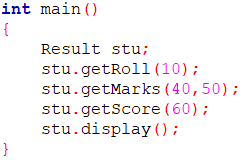 int main()
{
    Result stu;
    stu.getRoll(10);
    stu.getMarks(40,50);
    stu.getScore(60);
    stu.display();
}